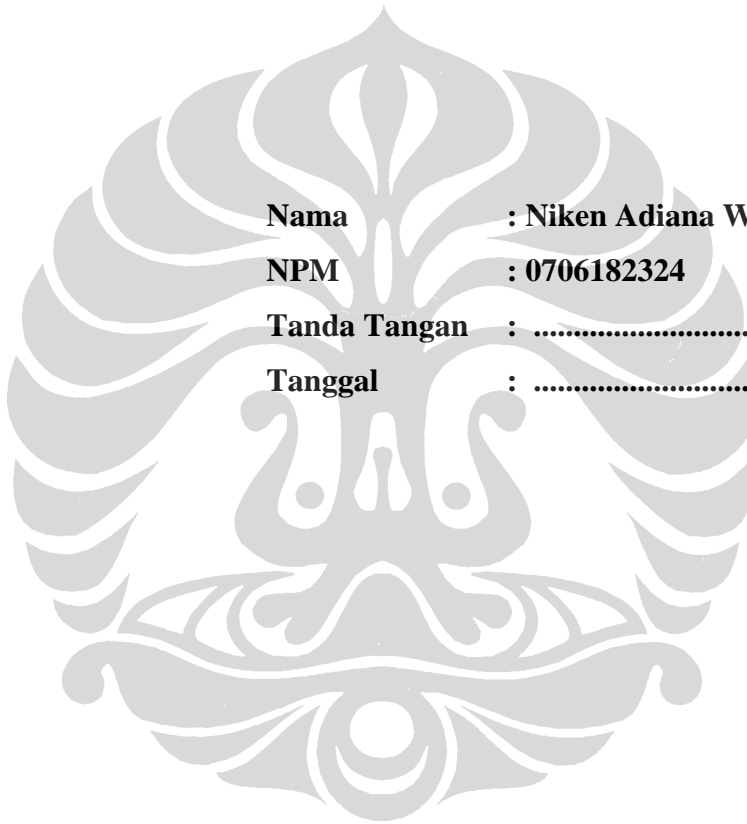 Nama : Niken Adiana W
NPM : 0706182324
Tanda Tangan : ............................
Tanggal : ............................